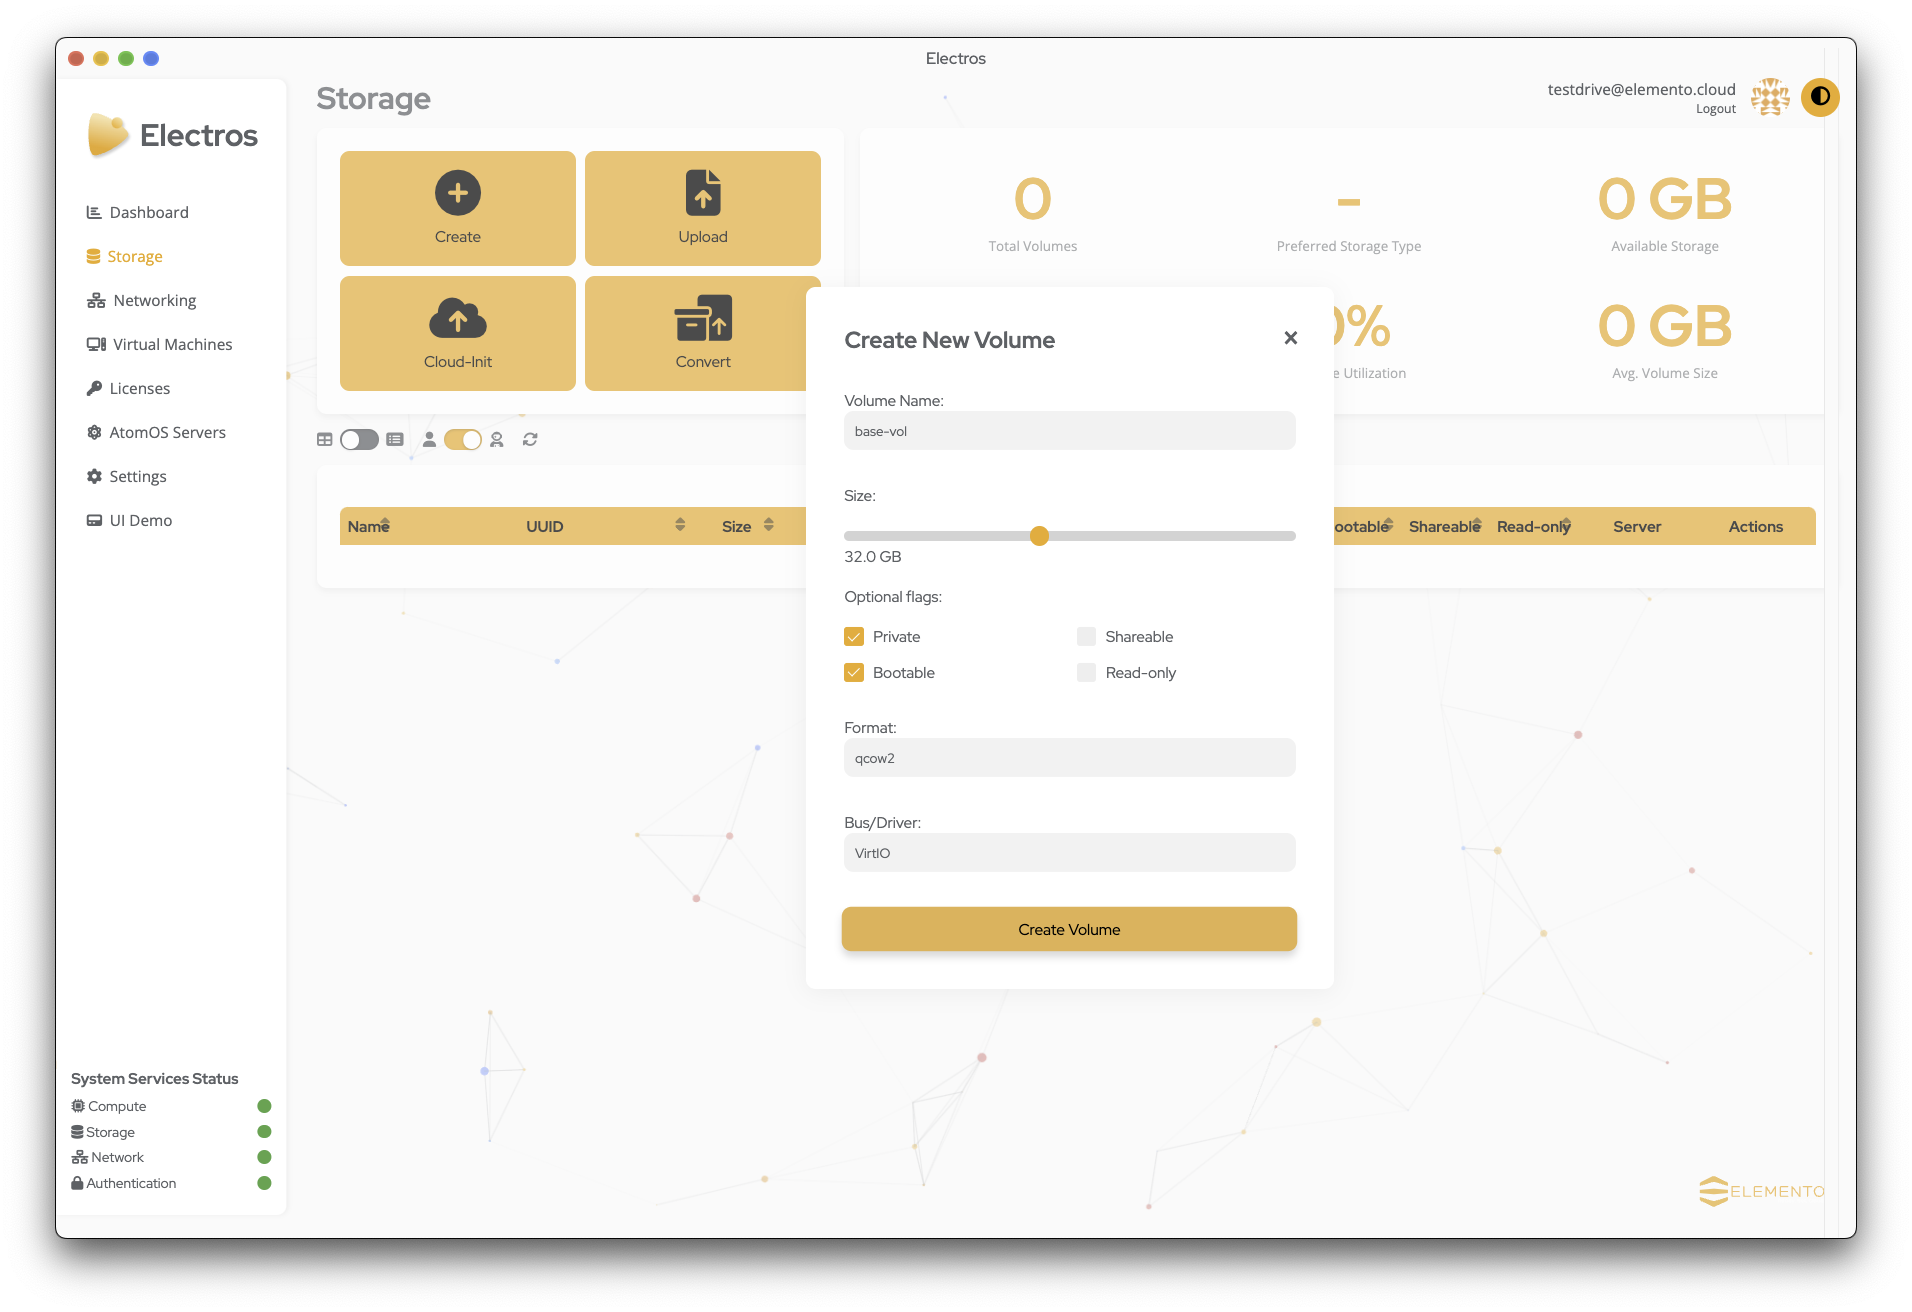 Electros
Electros
Dashboard
Storage
Networking
Virtual Machines
Licenses
AtomOS Servers
Settings
UI Demo
System Services Status
Compute
Storage
Network
Authentication
Storage
testdrive@elemento.cloud
Logout
Create
Upload
Cloud-Init
Convert
0
Total Volumes
-
Preferred Storage Type
0 GB
Available Storage
%
Utilization
0 GB
Avg. Volume Size
Name UUID Size ootable Shareable Read-only Server Actions
Create New Volume
Volume Name:
base-vol
Size:
32.0 GB
Optional flags:
Private
Shareable
Bootable
Read-only
Format:
qcow2
Bus/Driver:
VirtIO
Create Volume
ELEMENTO